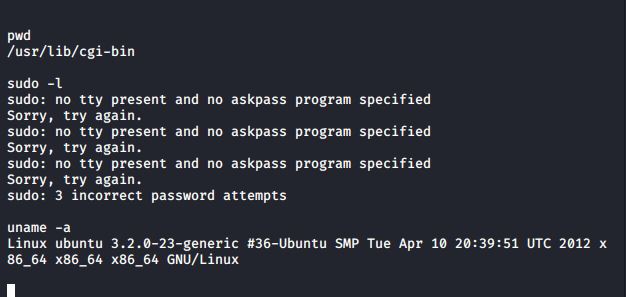 pwd
/usr/lib/cgi-bin
sudo -l
sudo: no tty present and no askpass program specified
Sorry, try again.
sudo: no tty present and no askpass program specified
Sorry, try again.
sudo: no tty present and no askpass program specified
Sorry, try again.
sudo: 3 incorrect password attempts
uname -a
Linux ubuntu 3.2.0-23-generic #36-Ubuntu SMP Tue Apr 10 20:39:51 UTC 2012 x
86_64 x86_64 x86_64 GNU/Linux